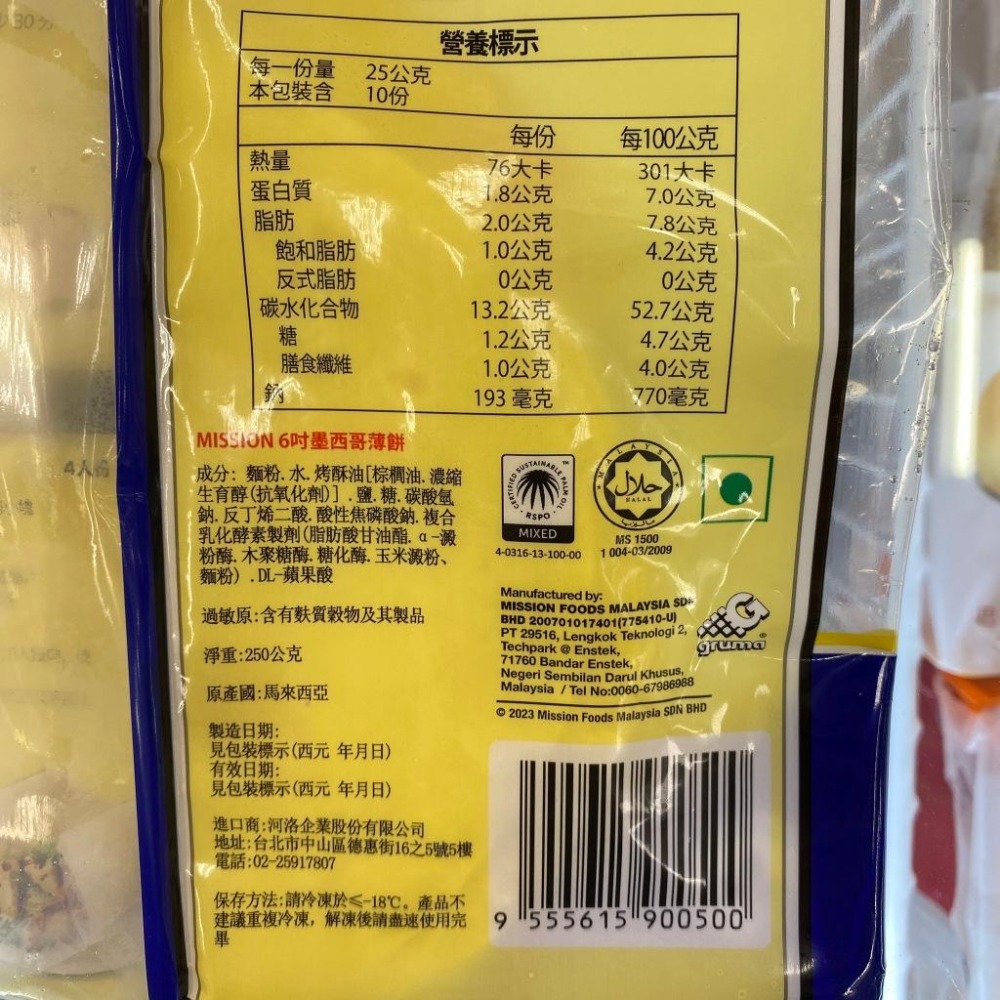 少30分
營養標示
每一份量 25公克
本包裝含 10份
每份 每100公克
熱量 76大卡 301大卡
蛋白質 1.8公克 7.0公克
脂肪 2.0公克 7.8公克
飽和脂肪 1.0公克 4.2公克
反式脂肪 0公克 0公克
碳水化合物 13.2公克 52.7公克
糖 1.2公克 4.7公克
膳食纖維 1.0公克 4.0公克
鈉 193 毫克 770毫克
4人份
MISSION 6吋墨西哥薄餅
成分: 麵粉. 水. 烤酥油[棕櫚油. 濃縮
生育醇(抗氧化劑)] . 鹽. 糖. 碳酸氫
鈉. 反丁烯二酸. 酸性焦磷酸鈉. 複合
乳化酵素製劑(脂肪酸甘油酯. α-澱
粉酶. 木聚糖酶. 糖化酶. 玉米澱粉、
麵粉) . DL-蘋果酸
過敏原:含有麩質穀物及其製品
淨重:250公克
原產國:馬來西亞
製造日期:
見包裝標示(西元 年月日)
有效日期:
見包裝標示(西元 年月日)
進口商:河洛企業股份有限公司
地址:台北市中山區德惠街16之5號5樓
電話:02-25917807
保存方法:請冷凍於≤-18℃。產品不
建議重複冷凍，解凍後請盡速使用完
畢
CERTIFIED SUSTAINABLE PALM OIL
RSPO
TM
MIXED
4-0316-13-100-00
MALAYSIA
حلال
HALAL
مليسيا
MS 1500
1 004-03/2009
Manufactured by:
MISSION FOODS MALAYSIA SDN
BHD 200701017401(775410-U)
PT 29516, Lengkok Teknologi 2,
Techpark @ Enstek,
71760 Bandar Enstek,
Negeri Sembilan Darul Khusus,
Malaysia / Tel No:0060-67986988
gruma®
© 2023 Mission Foods Malaysia SDN BHD
9 555615 900500